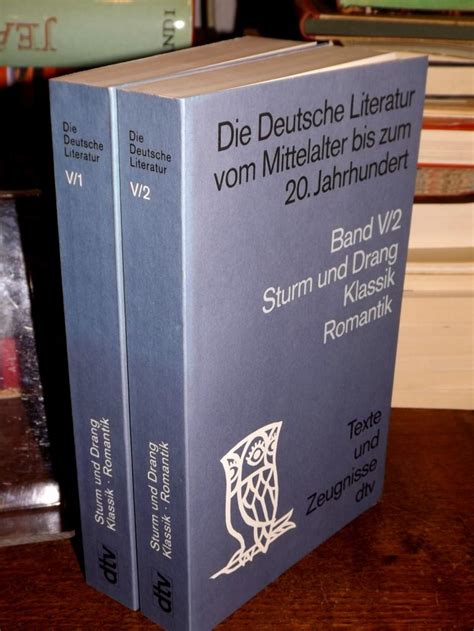 Die
Deutsche
Literatur
V/1
Sturm und Drang
Klassik · Romantik
dtv
Die
Deutsche
Literatur
V/2
Sturm und Drang
Klassik · Romantik
dtv
Die Deutsche Literatur
vom Mittelalter bis zum
20. Jahrhundert
Band V/2
Sturm und Drang
Klassik
Romantik
Texte
und
Zeugnisse
dtv